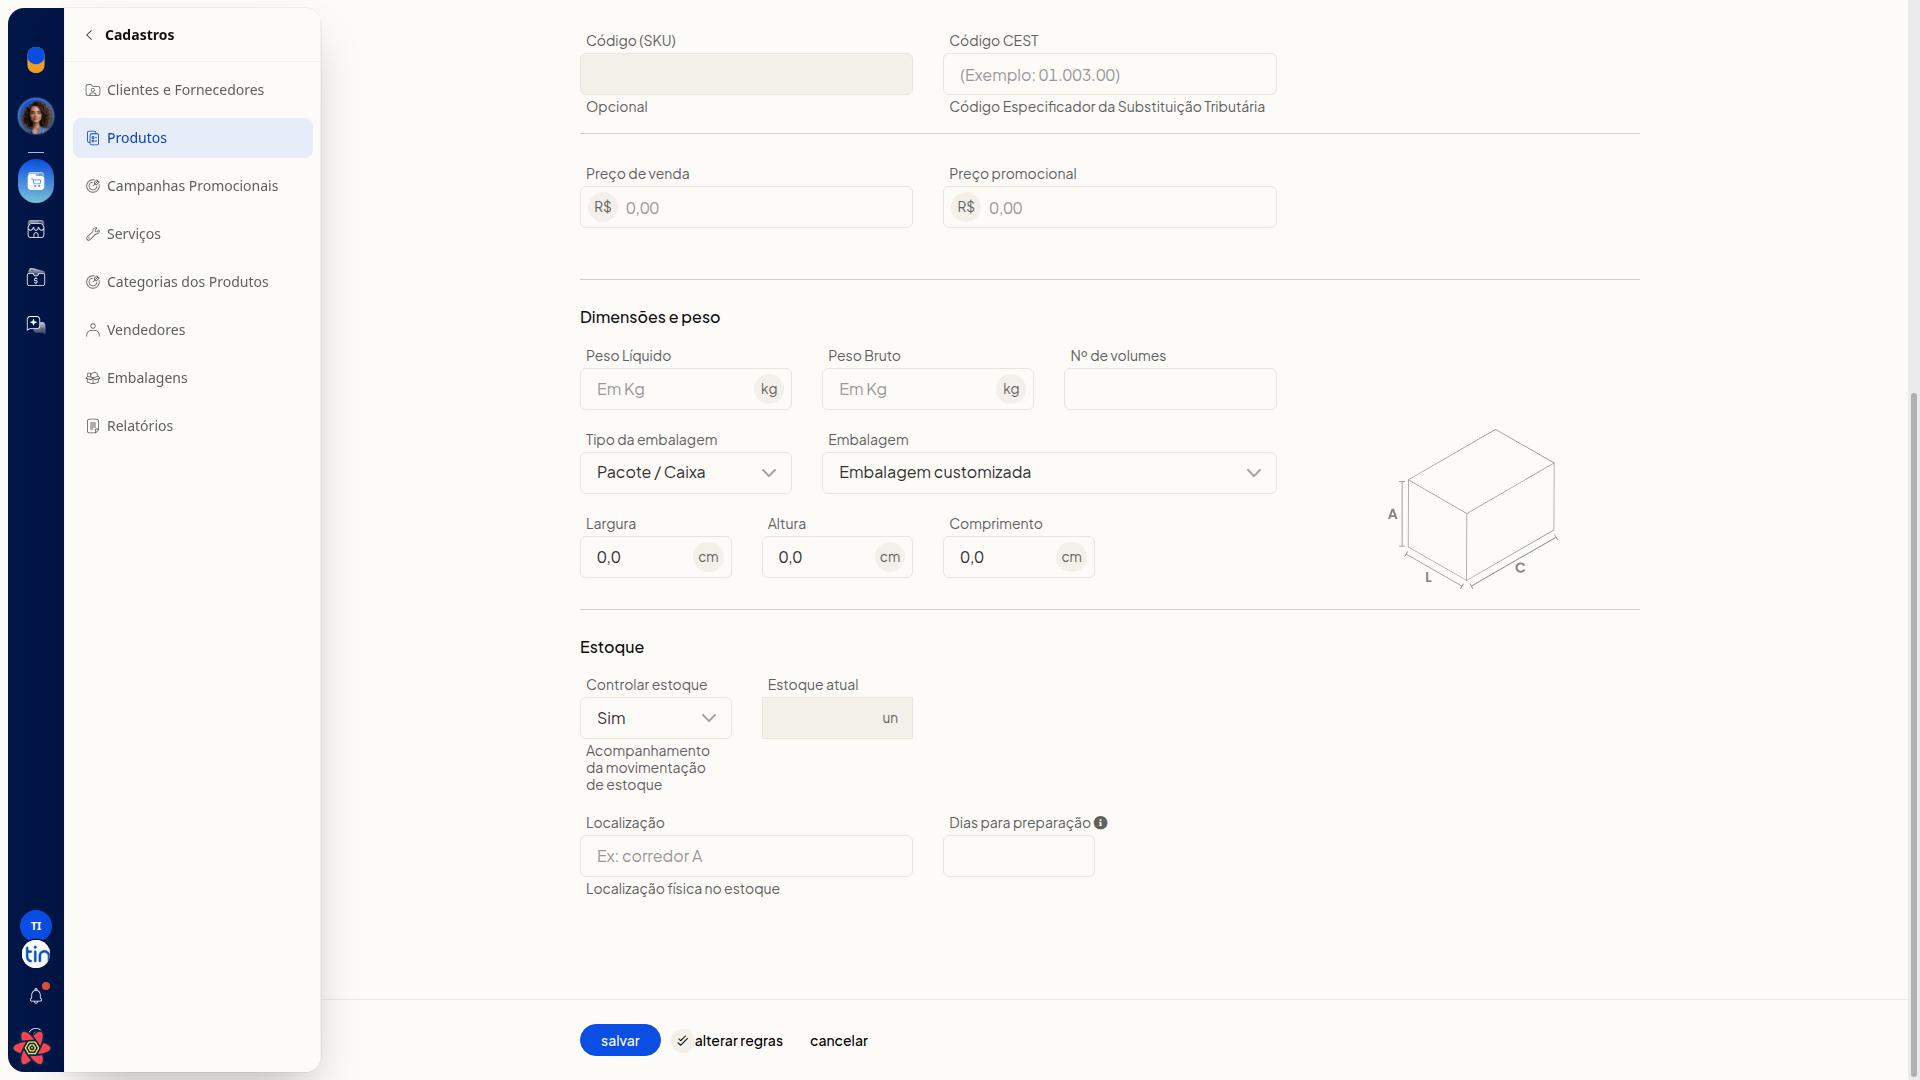 Cadastros
Clientes e Fornecedores
Produtos
Campanhas Promocionais
Serviços
Categorias dos Produtos
Vendedores
Embalagens
Relatórios
TI
tin
Código (SKU)
Código CEST
(Exemplo: 01.003.00)
Opcional
Código Especificador da Substituição Tributária
Preço de venda
Preço promocional
R$ 0,00
R$ 0,00
Dimensões e peso
Peso Líquido
Peso Bruto
Nº de volumes
Em Kg kg
Em Kg kg
Tipo da embalagem
Embalagem
Pacote / Caixa
Embalagem customizada
Largura
Altura
Comprimento
0,0 cm
0,0 cm
0,0 cm
A
L
C
Estoque
Controlar estoque
Estoque atual
Sim
un
Acompanhamento
da movimentação
de estoque
Localização
Dias para preparação
Ex: corredor A
Localização física no estoque
salvar
alterar regras
cancelar